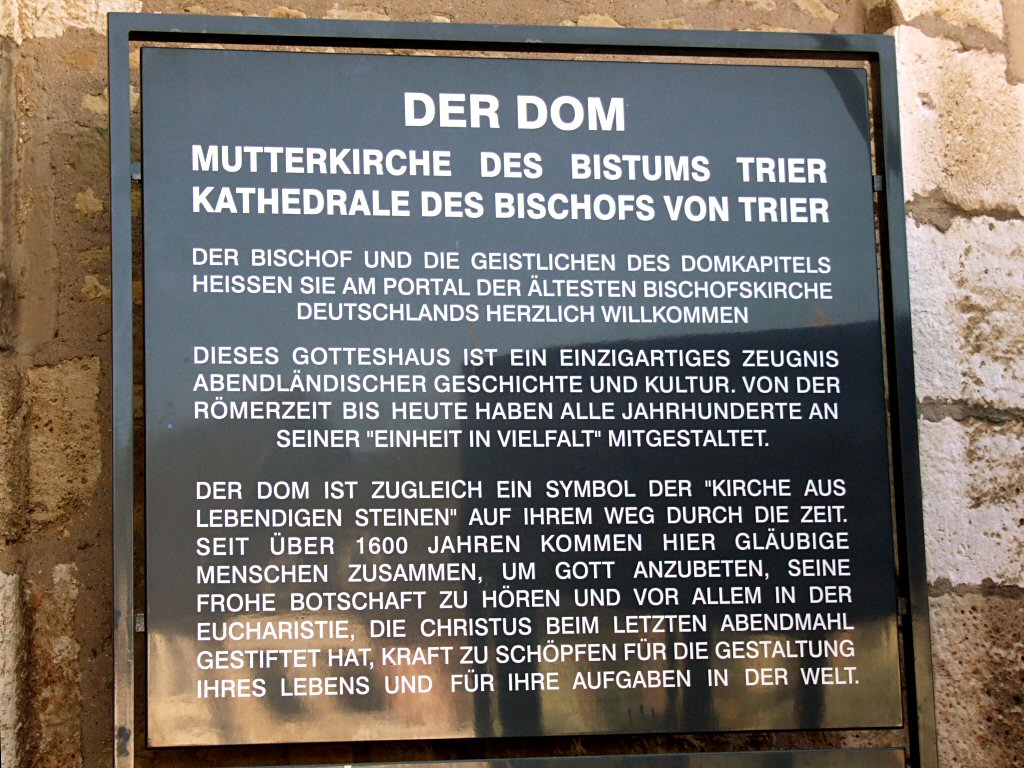 DER DOM
MUTTERKIRCHE DES BISTUMS TRIER
KATHEDRALE DES BISCHOFS VON TRIER
DER BISCHOF UND DIE GEISTLICHEN DES DOMKAPITELS
HEISSEN SIE AM PORTAL DER ÄLTESTEN BISCHOFSKIRCHE
DEUTSCHLANDS HERZLICH WILLKOMMEN
DIESES GOTTESHAUS IST EIN EINZIGARTIGES ZEUGNIS
ABENDLÄNDISCHER GESCHICHTE UND KULTUR. VON DER
RÖMERZEIT BIS HEUTE HABEN ALLE JAHRHUNDERTE AN
SEINER "EINHEIT IN VIELFALT" MITGESTALTET.
DER DOM IST ZUGLEICH EIN SYMBOL DER "KIRCHE AUS
LEBENDIGEN STEINEN" AUF IHREM WEG DURCH DIE ZEIT.
SEIT ÜBER 1600 JAHREN KOMMEN HIER GLÄUBIGE
MENSCHEN ZUSAMMEN, UM GOTT ANZUBETEN, SEINE
FROHE BOTSCHAFT ZU HÖREN UND VOR ALLEM IN DER
EUCHARISTIE, DIE CHRISTUS BEIM LETZTEN ABENDMAHL
GESTIFTET HAT, KRAFT ZU SCHÖPFEN FÜR DIE GESTALTUNG
IHRES LEBENS UND FÜR IHRE AUFGABEN IN DER WELT.